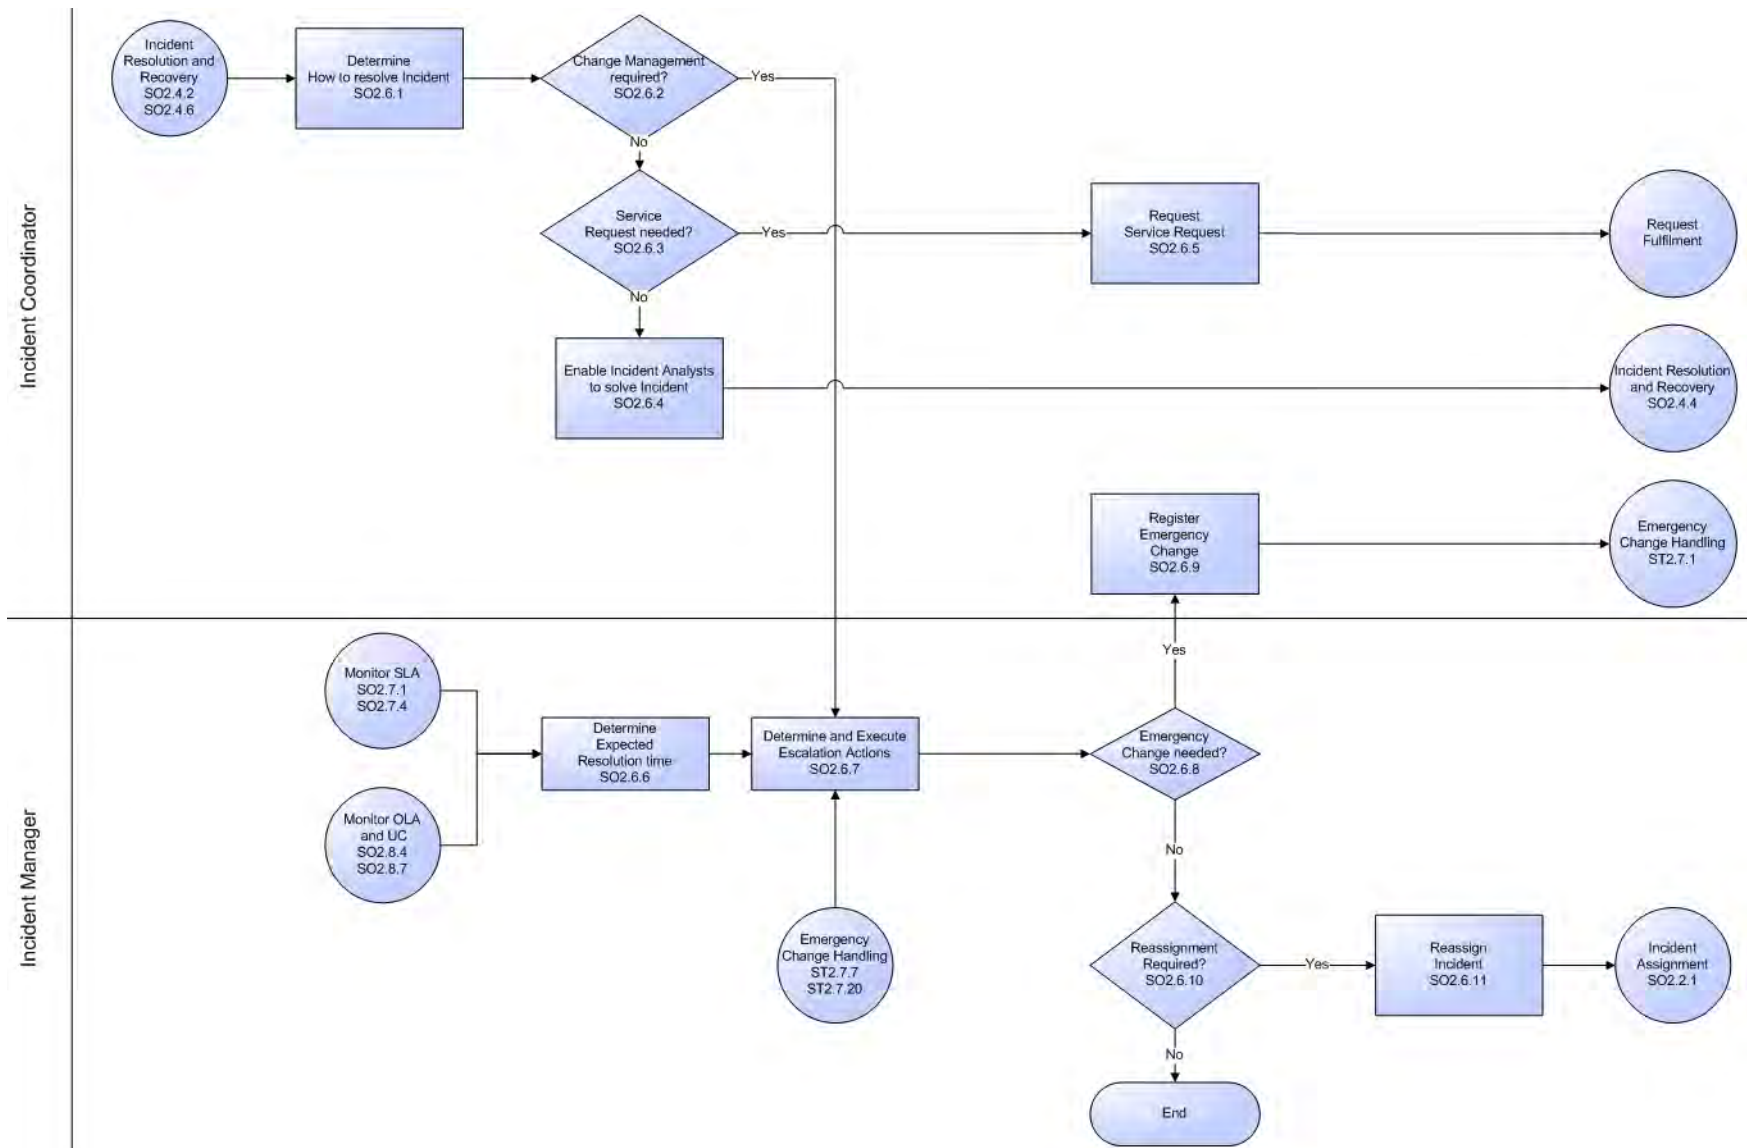 Incident Coordinator
Incident
Resolution and
Recovery
SO2.4.2
SO2.4.6
Determine
How to resolve Incident
SO2.6.1
Change Management
required?
SO2.6.2
Yes
No
Service
Request needed?
SO2.6.3
Yes
Request
Service Request
SO2.6.5
Request
Fulfilment
No
Enable Incident Analysts
to solve Incident
SO2.6.4
Incident Resolution
and Recovery
SO2.4.4
Register
Emergency
Change
SO2.6.9
Emergency
Change Handling
ST2.7.1
Incident Manager
Monitor SLA
SO2.7.1
SO2.7.4
Monitor OLA
and UC
SO2.8.4
SO2.8.7
Determine
Expected
Resolution time
SO2.6.6
Determine and Execute
Escalation Actions
SO2.6.7
Emergency
Change Handling
ST2.7.7
ST2.7.20
Yes
Emergency
Change needed?
SO2.6.8
No
Reassignment
Required?
SO2.6.10
Yes
Reassign
Incident
SO2.6.11
Incident
Assignment
SO2.2.1
No
End